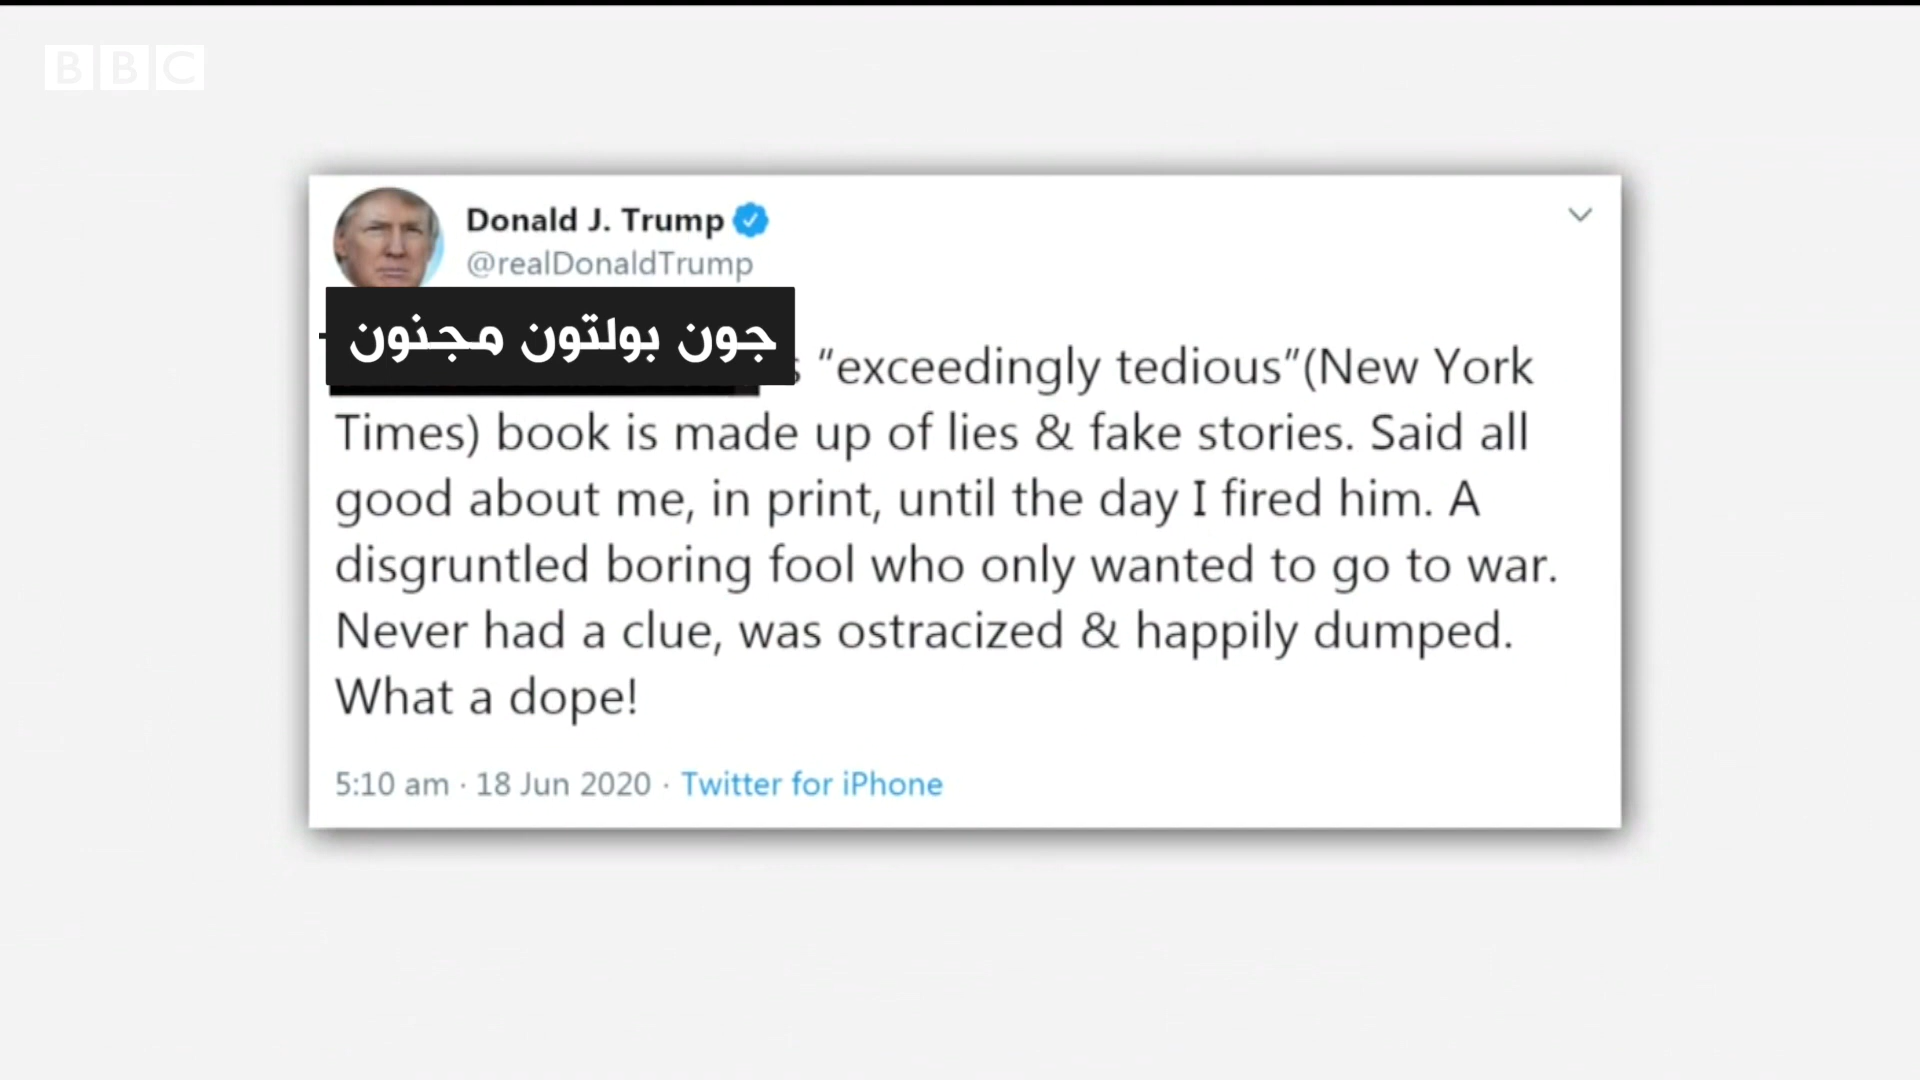 BBC
Donald J. Trump
@realDonaldTrump
جون بولتون مجنون
"exceedingly tedious"(New York
Times) book is made up of lies & fake stories. Said all
good about me, in print, until the day I fired him. A
disgruntled boring fool who only wanted to go to war.
Never had a clue, was ostracized & happily dumped.
What a dope!
5:10 am · 18 Jun 2020 · Twitter for iPhone